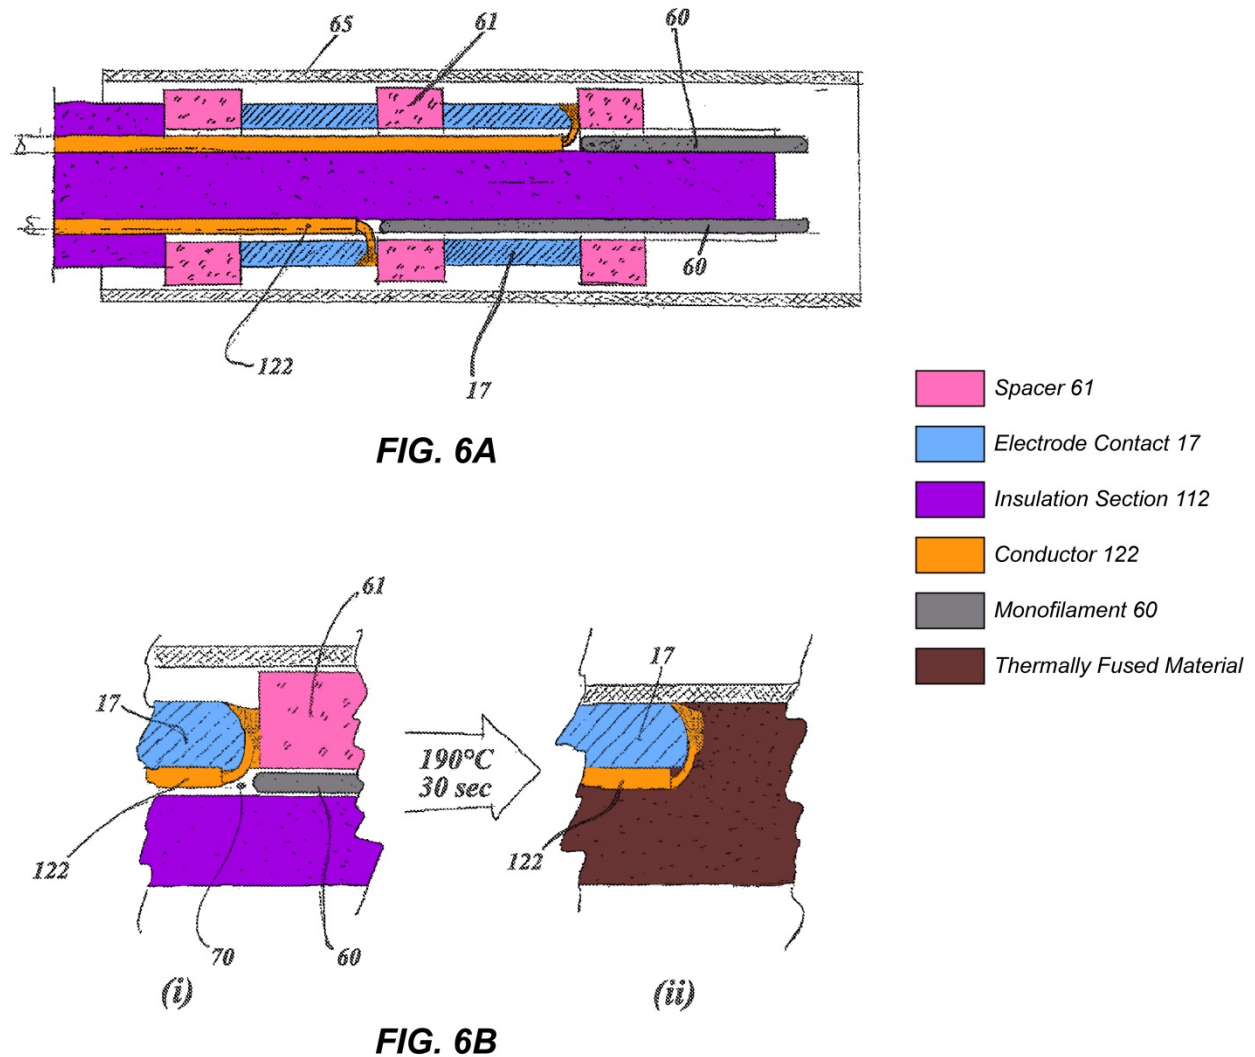 65
61
60
122
17
60
FIG. 6A
Spacer 61
Electrode Contact 17
Insulation Section 112
Conductor 122
Monofilament 60
Thermally Fused Material
61
17
122
70
60
190°C
30 sec
17
122
(i)
(ii)
FIG. 6B